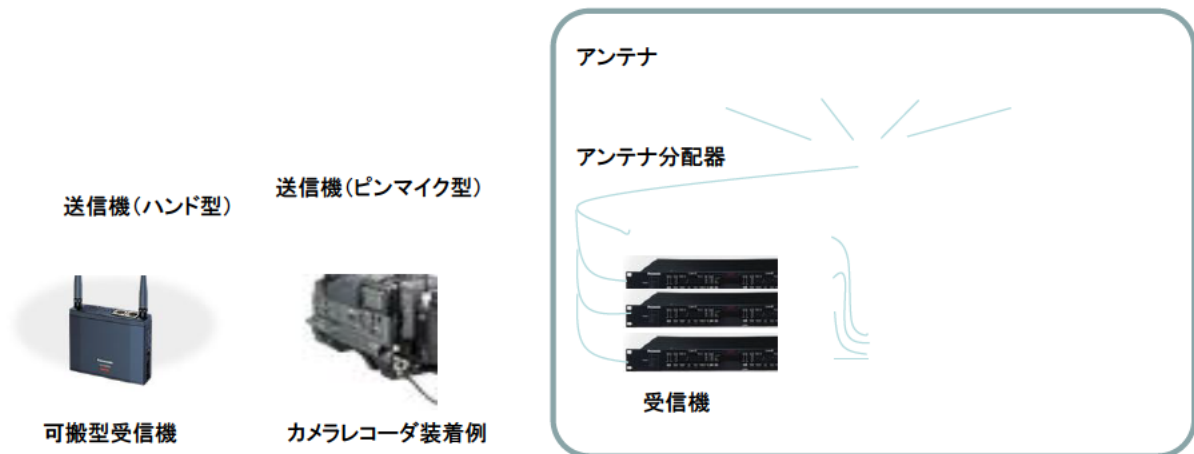 アンテナ
アンテナ分配器
送信機(ハンド型)
送信機(ピンマイク型)
可搬型受信機
カメラレコーダ装着例
受信機